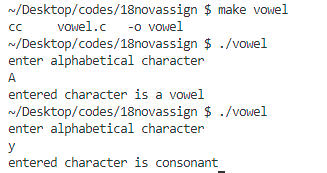 ~/Desktop/codes/18novassign $ make vowel
cc     vowel.c   -o vowel
~/Desktop/codes/18novassign $ ./vowel
enter alphabetical character
A
entered character is a vowel
~/Desktop/codes/18novassign $ ./vowel
enter alphabetical character
y
entered character is consonant